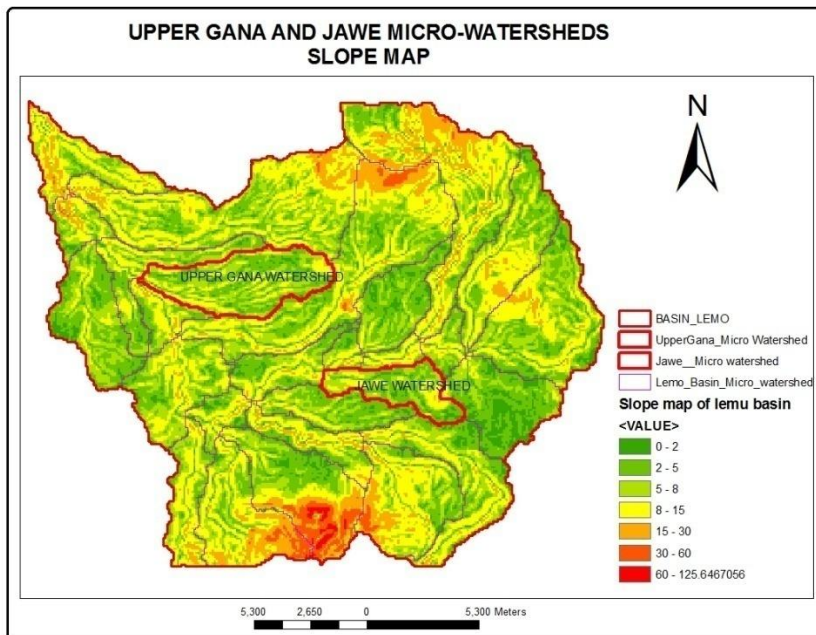 UPPER GANA AND JAWE MICRO-WATERSHEDS
SLOPE MAP
N
UPPER GANA WATERSHED
JAWE WATERSHED
BASIN_LEMO
UpperGana_Micro Watershed
Jawe__Micro watershed
Lemo_Basin_Micro_watershed
Slope map of lemu basin
<VALUE>
0 - 2
2 - 5
5 - 8
8 - 15
15 - 30
30 - 60
60 - 125.6467056
5,300 2,650 0 5,300 Meters